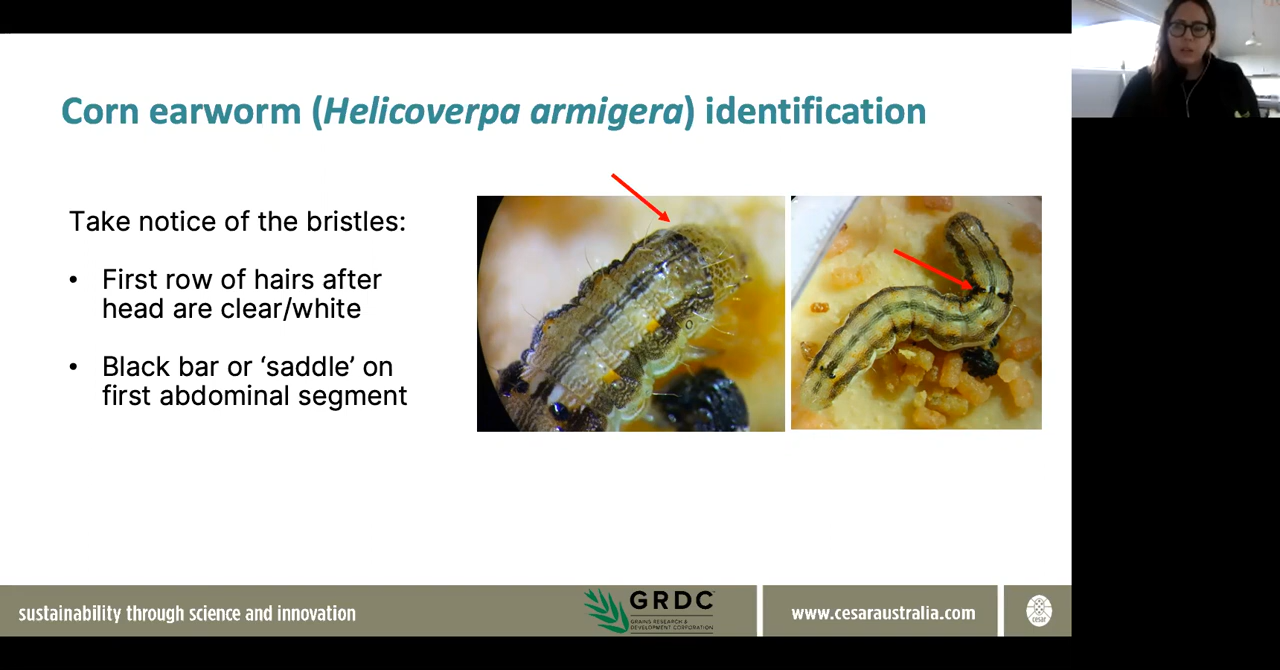 Corn earworm (Helicoverpa armigera) identification
Take notice of the bristles:
• First row of hairs after
head are clear/white
• Black bar or ‘saddle’ on
first abdominal segment
sustainability through science and innovation
GRDC
GRAINS RESEARCH &
DEVELOPMENT CORPORATION
www.cesaraustralia.com
cesar